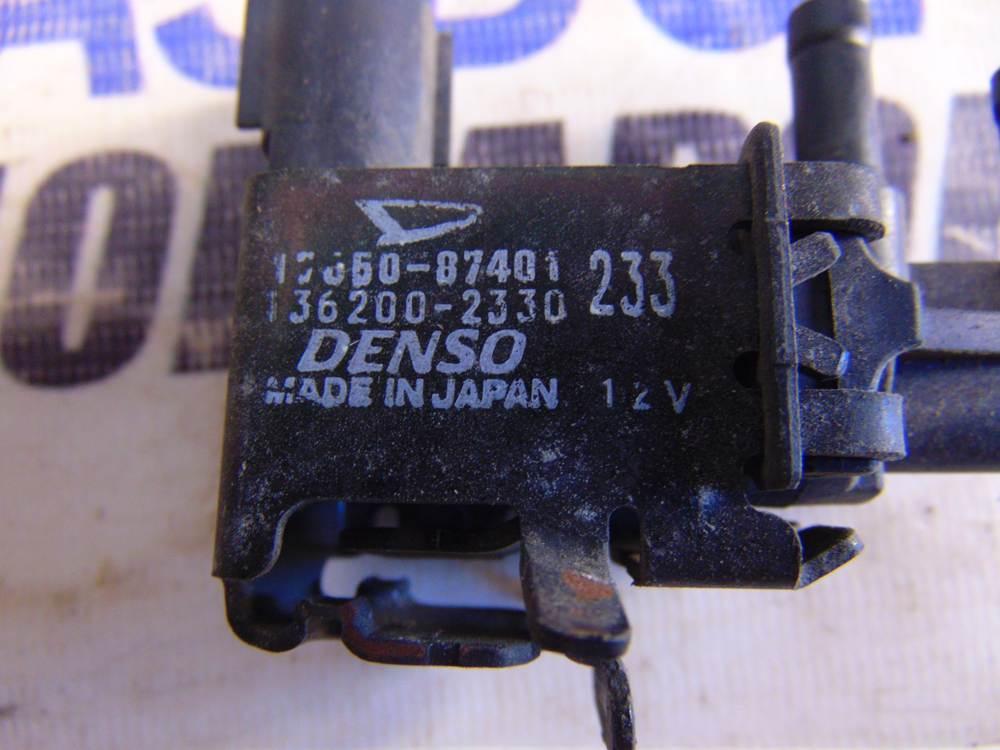 -87401
136200-2330 233
DENSO
MADE IN JAPAN 12V